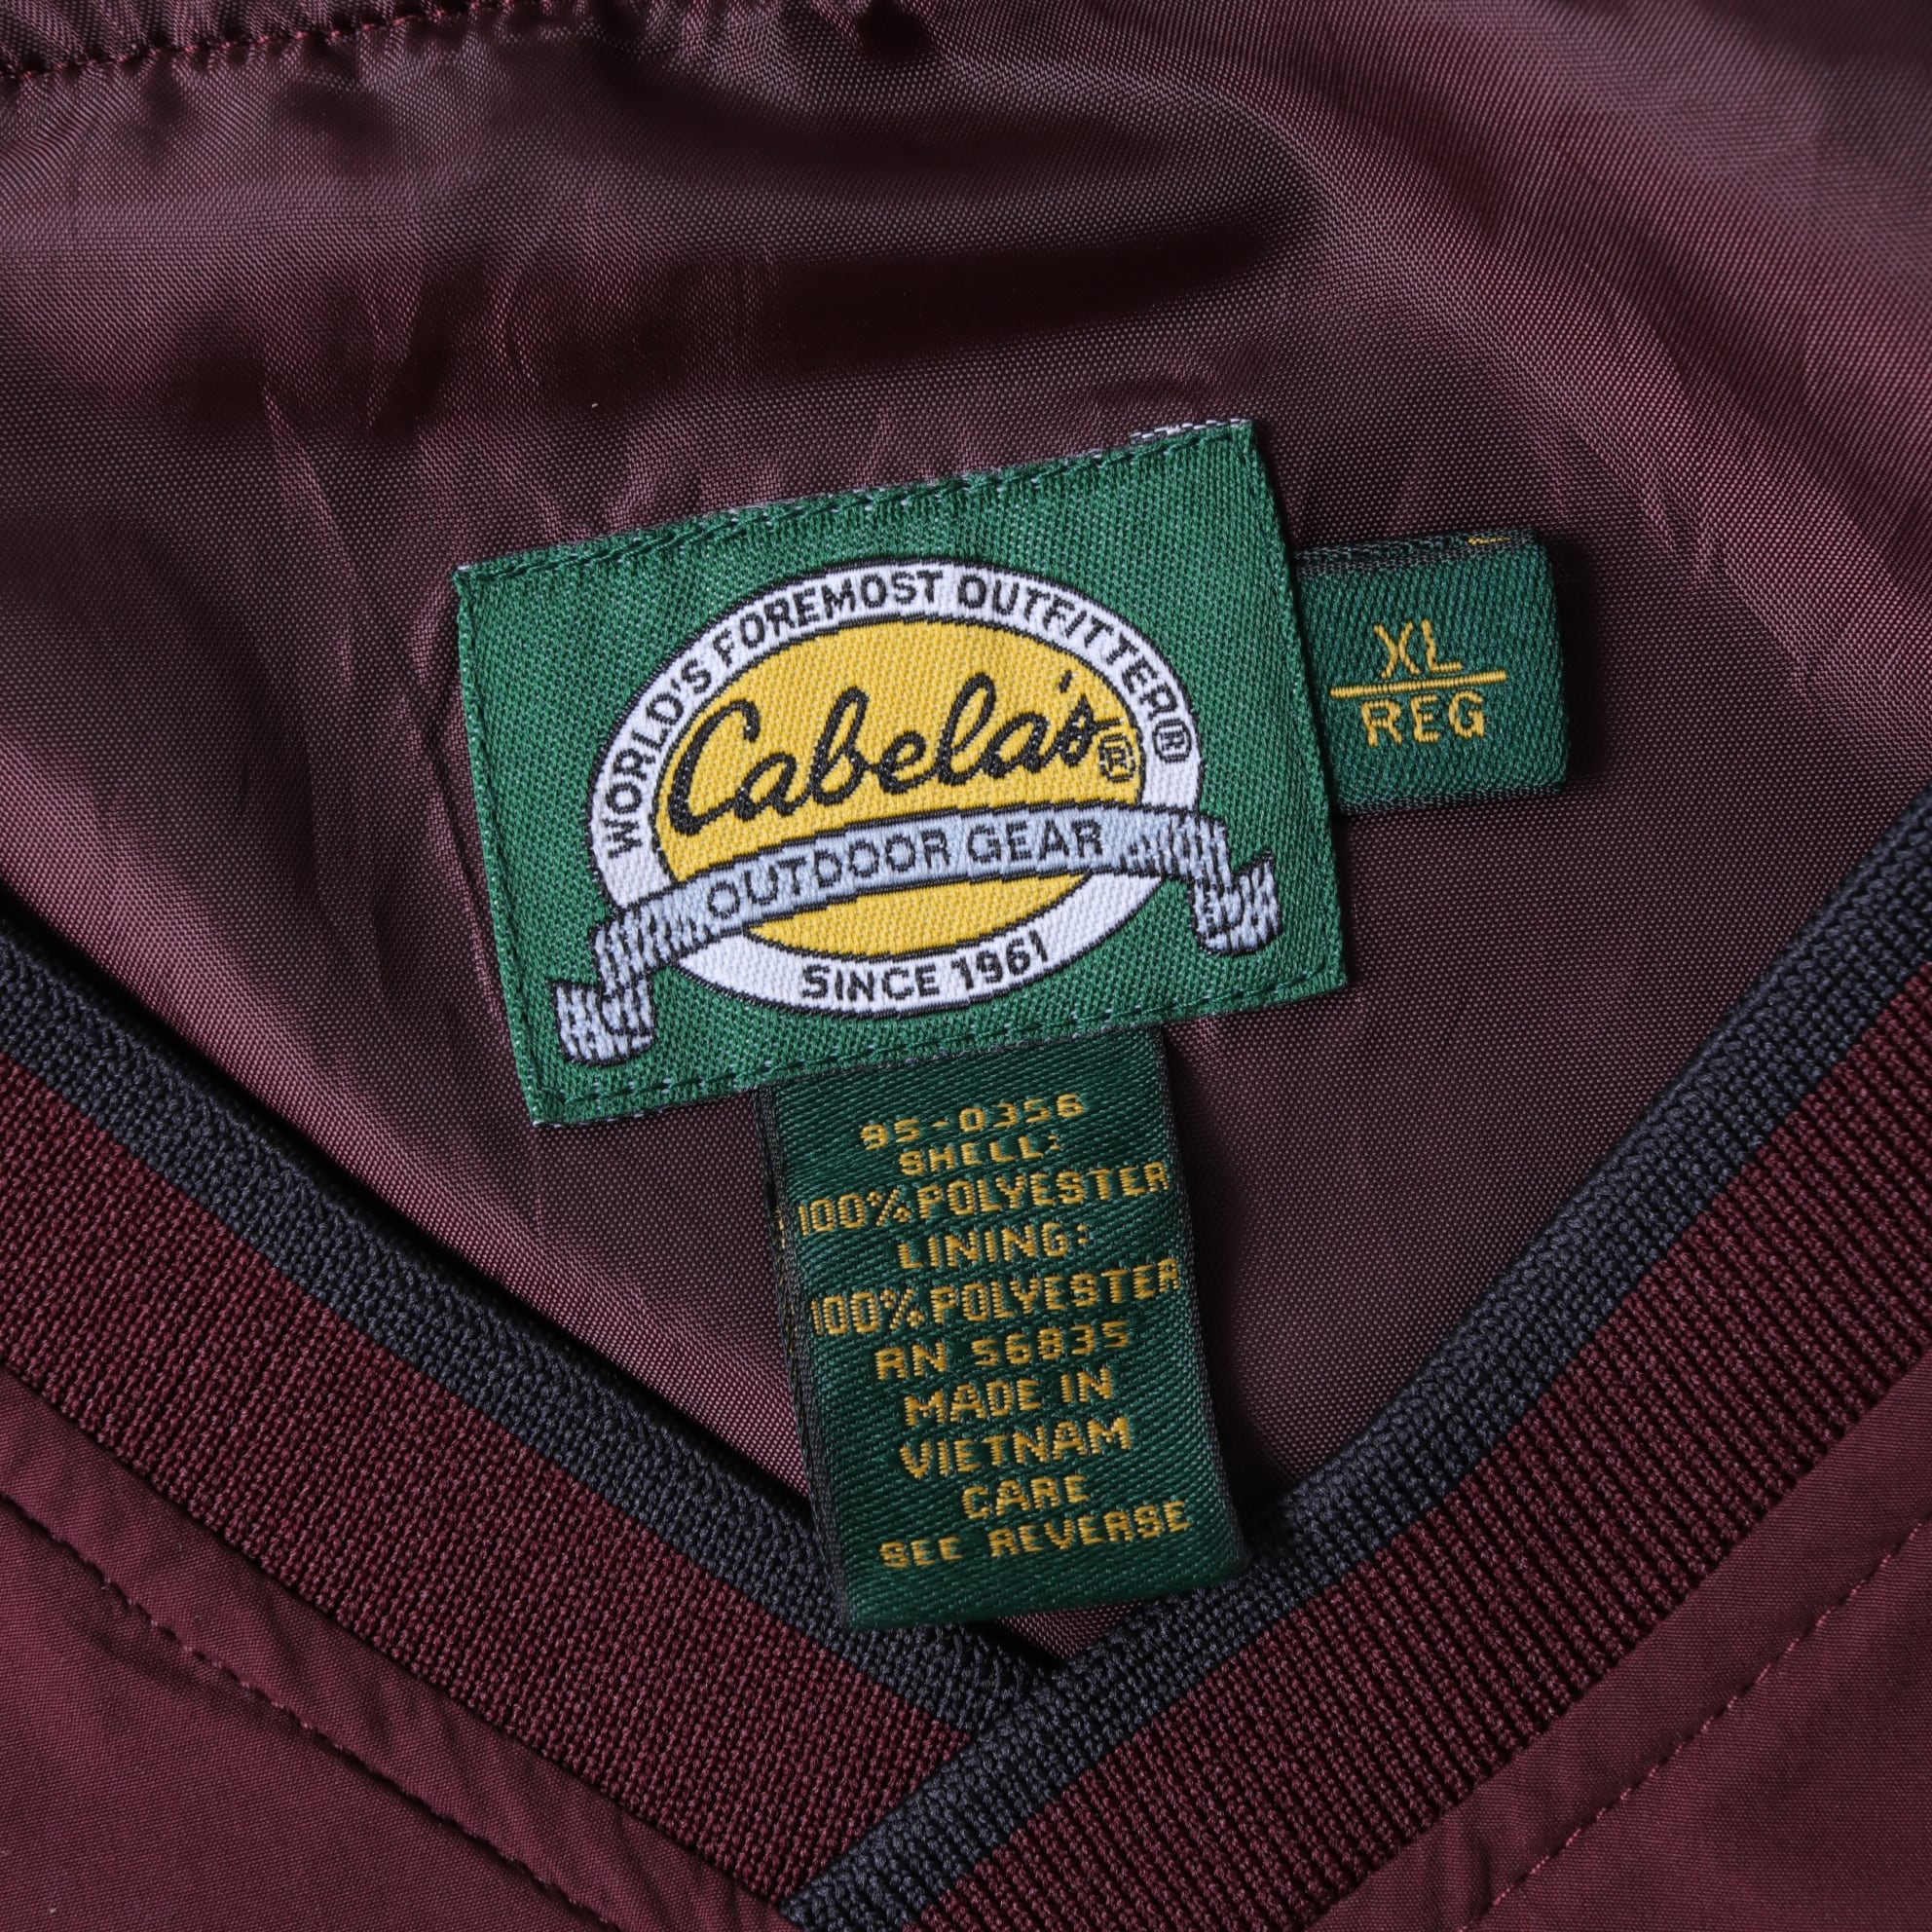 WORLD'S FOREMOST OUTFITTER®
Cabela's®
OUTDOOR GEAR
SINCE 1961
XL
REG
95-0356
SHELL:
100% POLYESTER
LINING:
100% POLYESTER
RN 56835
MADE IN
VIETNAM
CARE
SEE REVERSE